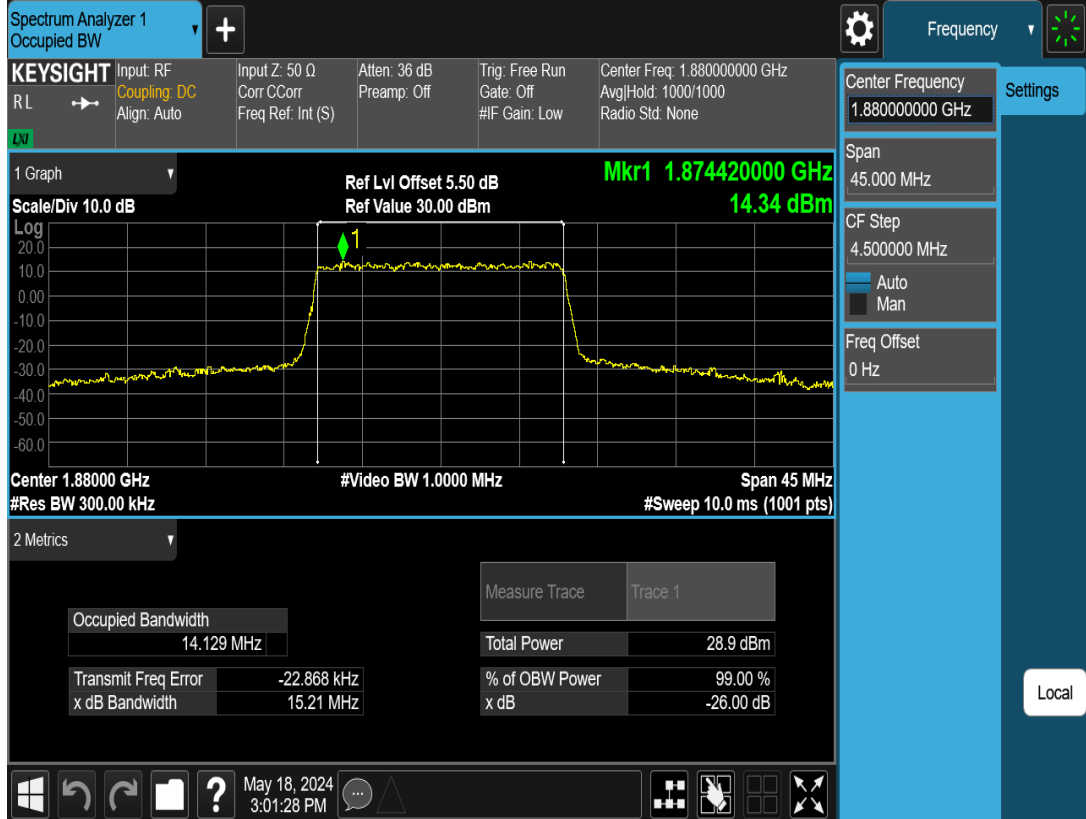 Spectrum Analyzer 1
Occupied BW
+
Frequency
KEYSIGHT
R L
LXI
Input: RF
Coupling: DC
Align: Auto
Input Z: 50 Ω
Corr CCorr
Freq Ref: Int (S)
Atten: 36 dB
Preamp: Off
Trig: Free Run
Gate: Off
#IF Gain: Low
Center Freq: 1.880000000 GHz
Avg|Hold: 1000/1000
Radio Std: None
Center Frequency
1.880000000 GHz
Settings
Span
45.000 MHz
CF Step
4.500000 MHz
Auto
Man
Freq Offset
0 Hz
Local
1 Graph
Scale/Div 10.0 dB
Ref Lvl Offset 5.50 dB
Ref Value 30.00 dBm
Mkr1 1.874420000 GHz
14.34 dBm
Log
20.0
10.0
0.00
-10.0
-20.0
-30.0
-40.0
-50.0
-60.0
1
Center 1.88000 GHz
#Video BW 1.0000 MHz
Span 45 MHz
#Res BW 300.00 kHz
#Sweep 10.0 ms (1001 pts)
2 Metrics
Measure Trace
Trace 1
Occupied Bandwidth
14.129 MHz
Total Power
28.9 dBm
Transmit Freq Error
-22.868 kHz
% of OBW Power
99.00 %
x dB Bandwidth
15.21 MHz
x dB
-26.00 dB
?
May 18, 2024
3:01:28 PM